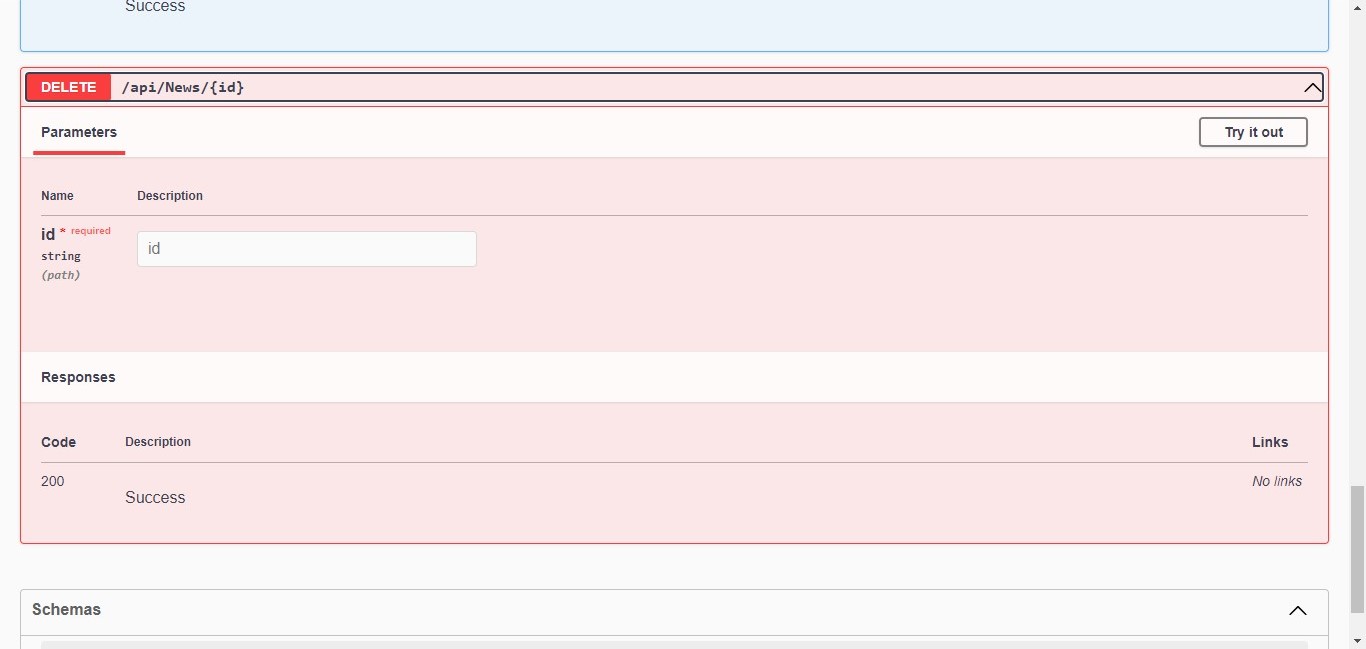 Success
DELETE /api/News/{id}
Parameters
Try it out
Name Description
id * required
string
(path)
id
Responses
Code Description Links
200 Success No links
Schemas